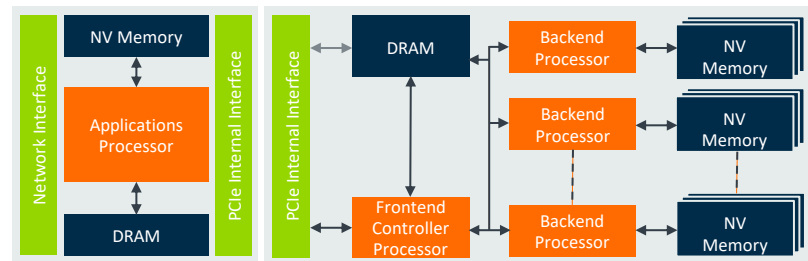 Network Interface
NV Memory
Applications
Processor
DRAM
PCIe Internal Interface
PCIe Internal Interface
DRAM
Frontend
Controller
Processor
Backend
Processor
NV
Memory
Backend
Processor
NV
Memory
Backend
Processor
NV
Memory